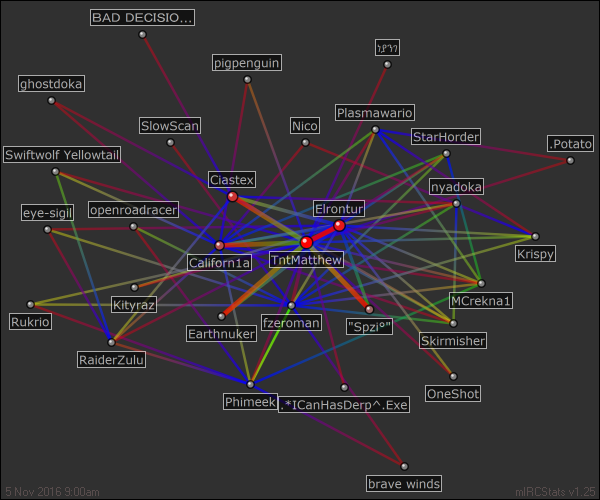 BAD DECISIO...
pigpenguin
ghostdoka
Plasmawario
SlowScan
Nico
StarHorder
.Potato
Swiftwolf Yellowtail
Ciastex
nyadoka
eye-sigil
openroadracer
Elrontur
Californ1a
TntMatthew
Krispy
Kityraz
MCrekna1
Rukrio
Earthnuker
fzeroman
"Spzi°"
Skirmisher
RaiderZulu
OneShot
Phimeek
.*ICanHasDerp^.Exe
brave winds
5 Nov 2016 9:00am
mIRCStats v1.25